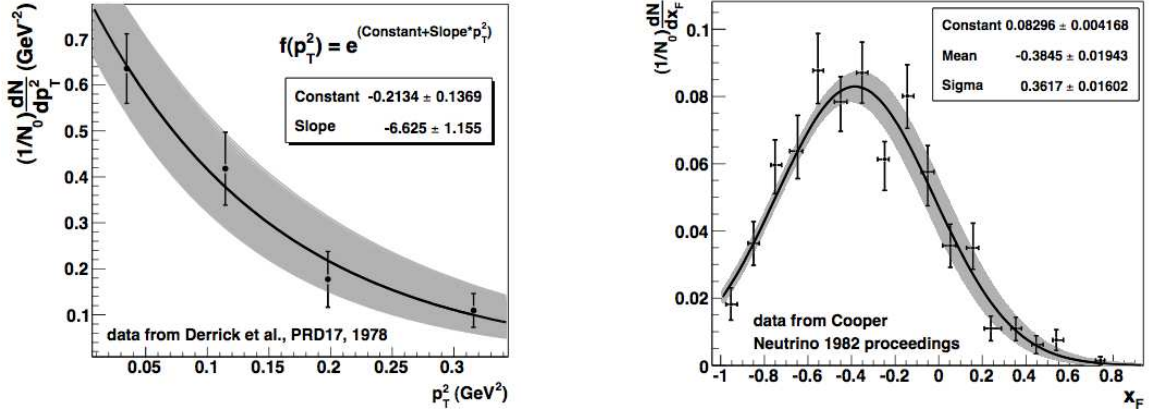 (1/N₀) dN/dp²_T (GeV⁻²)
0.7
0.6
0.5
0.4
0.3
0.2
0.1
f(p²_T) = e^(Constant+Slope*p²_T)
Constant -0.2134 ± 0.1369
Slope -6.625 ± 1.155
data from Derrick et al., PRD17, 1978
0.05 0.1 0.15 0.2 0.25 0.3
p²_T (GeV²)
(1/N₀) dN/dx_F
0.1
0.08
0.06
0.04
0.02
0
Constant 0.08296 ± 0.004168
Mean -0.3845 ± 0.01943
Sigma 0.3617 ± 0.01602
data from Cooper
Neutrino 1982 proceedings
-1 -0.8 -0.6 -0.4 -0.2 0 0.2 0.4 0.6 0.8
x_F